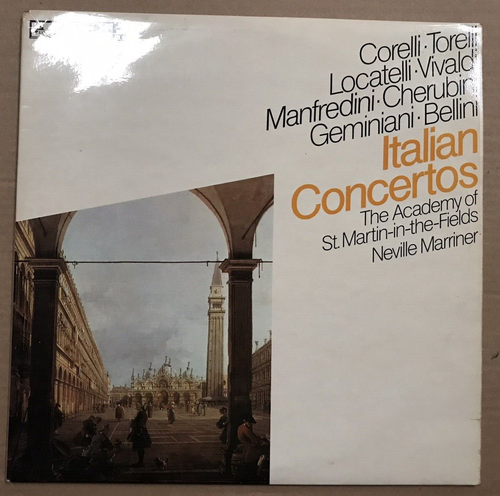 Corelli·Torelli
Locatelli·Vivaldi
Manfredini·Cherubini
Geminiani·Bellini
Italian
Concertos
The Academy of
St. Martin-in-the-Fields
Neville Marriner